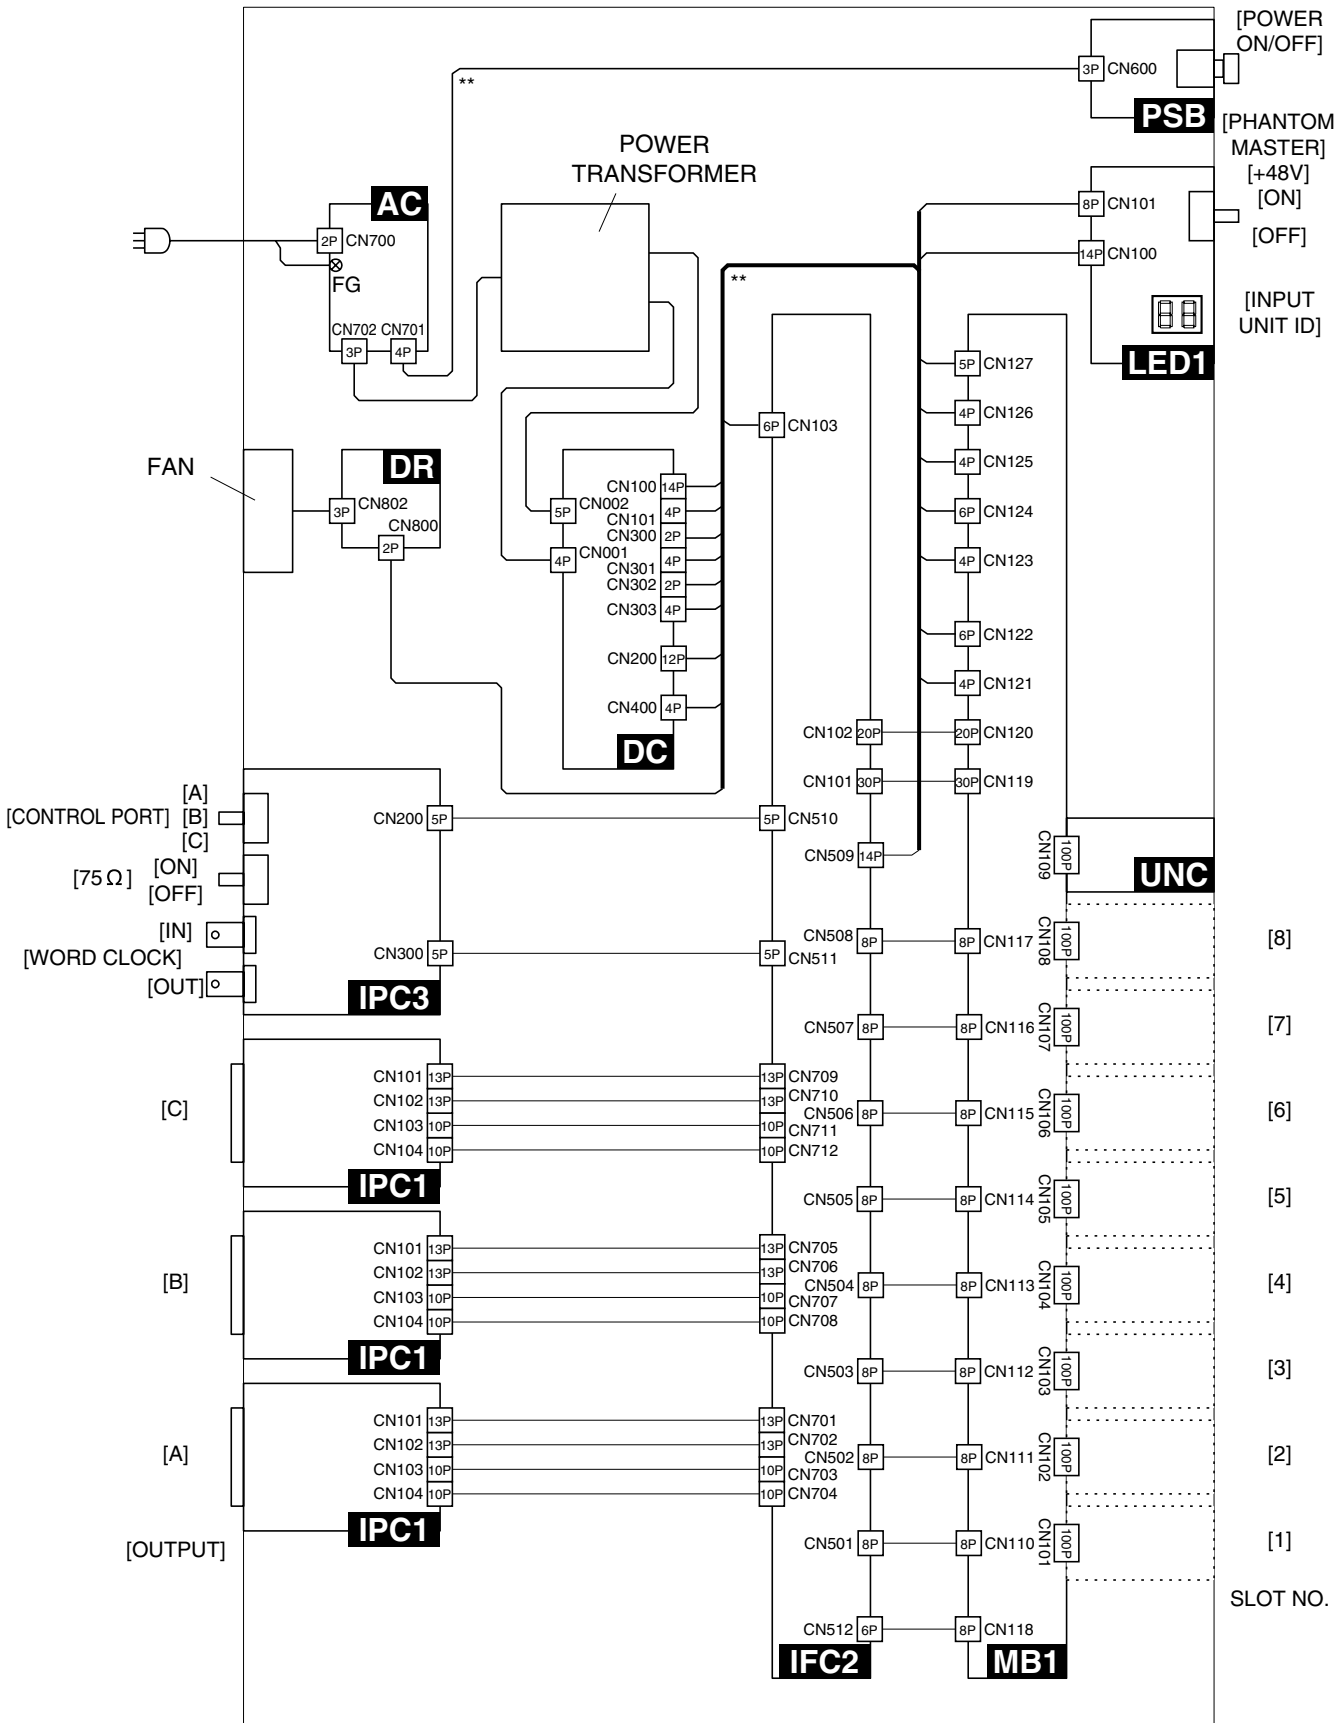 [POWER
ON/OFF]
3P CN600
**
PSB
[PHANTOM
MASTER]
[+48V]
[ON]
[OFF]
8P CN101
14P CN100
[INPUT
UNIT ID]
88
LED1
POWER
TRANSFORMER
AC
2P CN700
FG
CN702 CN701
3P 4P
**
5P CN127
4P CN126
4P CN125
6P CN124
4P CN123
6P CN122
4P CN121
6P CN103
FAN
DR
3P CN802
CN800
2P
CN100 14P
5P CN002
CN101 4P
CN300 2P
4P CN001
CN301 4P
CN302 2P
CN303 4P
CN200 12P
CN400 4P
DC
CN102 20P 20P CN120
CN101 30P 30P CN119
[CONTROL PORT]
[A]
[B]
[C]
[75Ω]
[ON]
[OFF]
[WORD CLOCK]
[IN]
[OUT]
CN200 5P 5P CN510
CN509 14P
CN300 5P 5P CN511
IPC3
CN109 100P
UNC
CN508 8P 8P CN117 CN108 100P [8]
CN507 8P 8P CN116 CN107 100P [7]
[C]
CN101 13P 13P CN709
CN102 13P 13P CN710
CN103 10P 10P CN711
CN104 10P 10P CN712
IPC1
CN506 8P 8P CN115 CN106 100P [6]
CN505 8P 8P CN114 CN105 100P [5]
[B]
CN101 13P 13P CN705
CN102 13P 13P CN706
CN103 10P 10P CN707
CN104 10P 10P CN708
IPC1
CN504 8P 8P CN113 CN104 100P [4]
CN503 8P 8P CN112 CN103 100P [3]
[A]
CN101 13P 13P CN701
CN102 13P 13P CN702
CN103 10P 10P CN703
CN104 10P 10P CN704
IPC1
[OUTPUT]
CN502 8P 8P CN111 CN102 100P [2]
CN501 8P 8P CN110 CN101 100P [1]
SLOT NO.
CN512 6P 8P CN118
IFC2
MB1